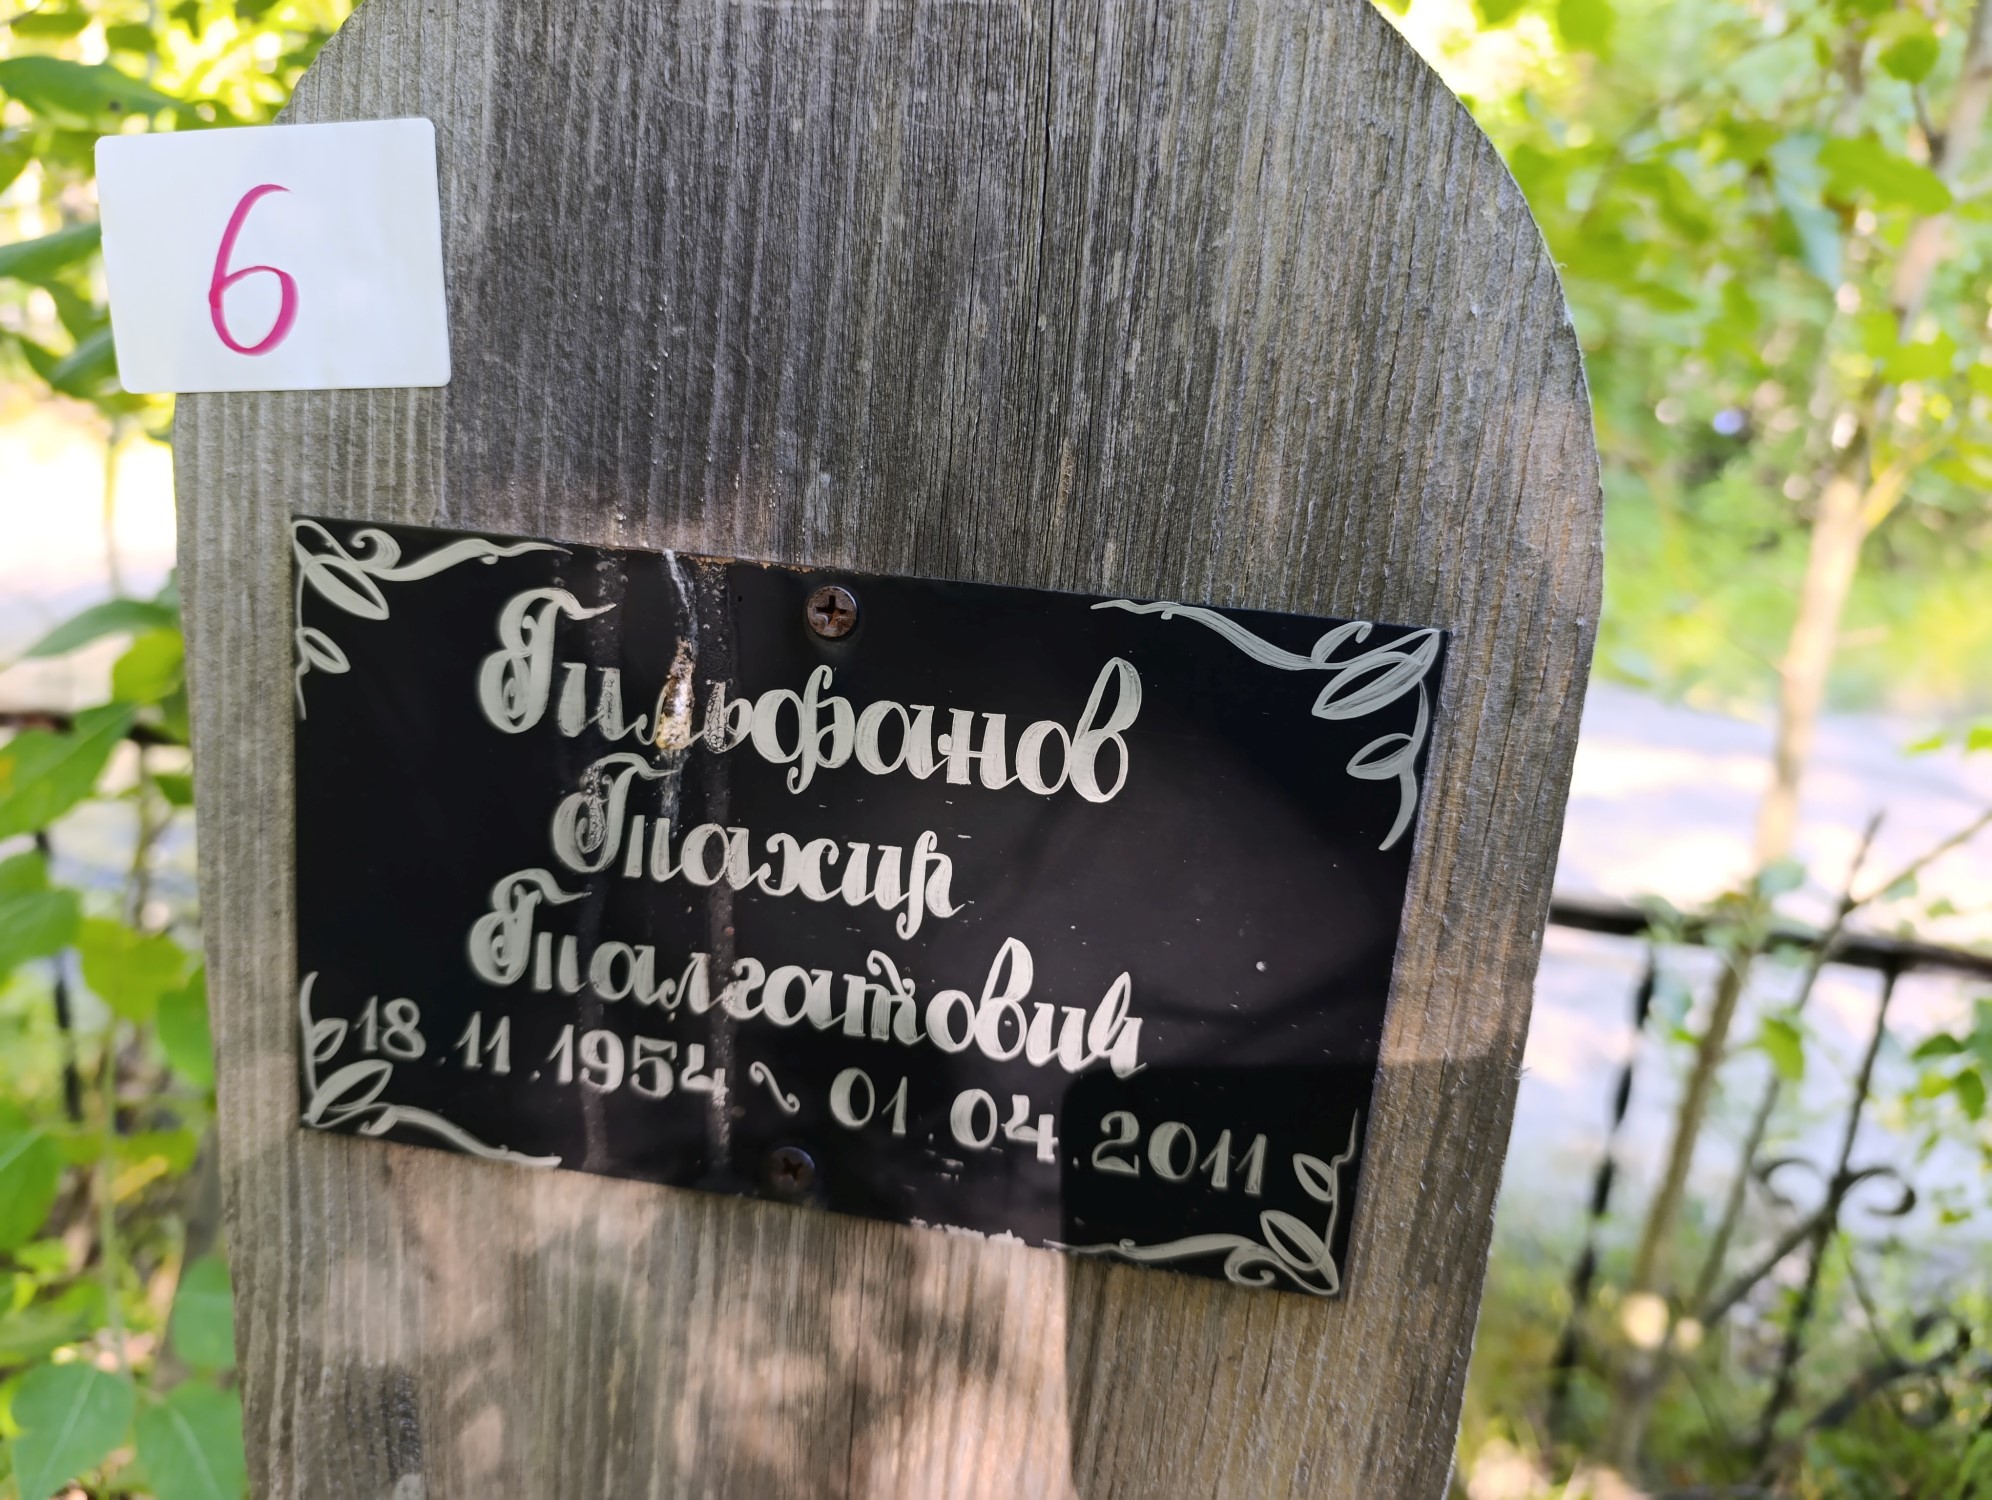 6
Гильфанов
Тахир
Талгатович
18.11.1954 ~ 01.04.2011